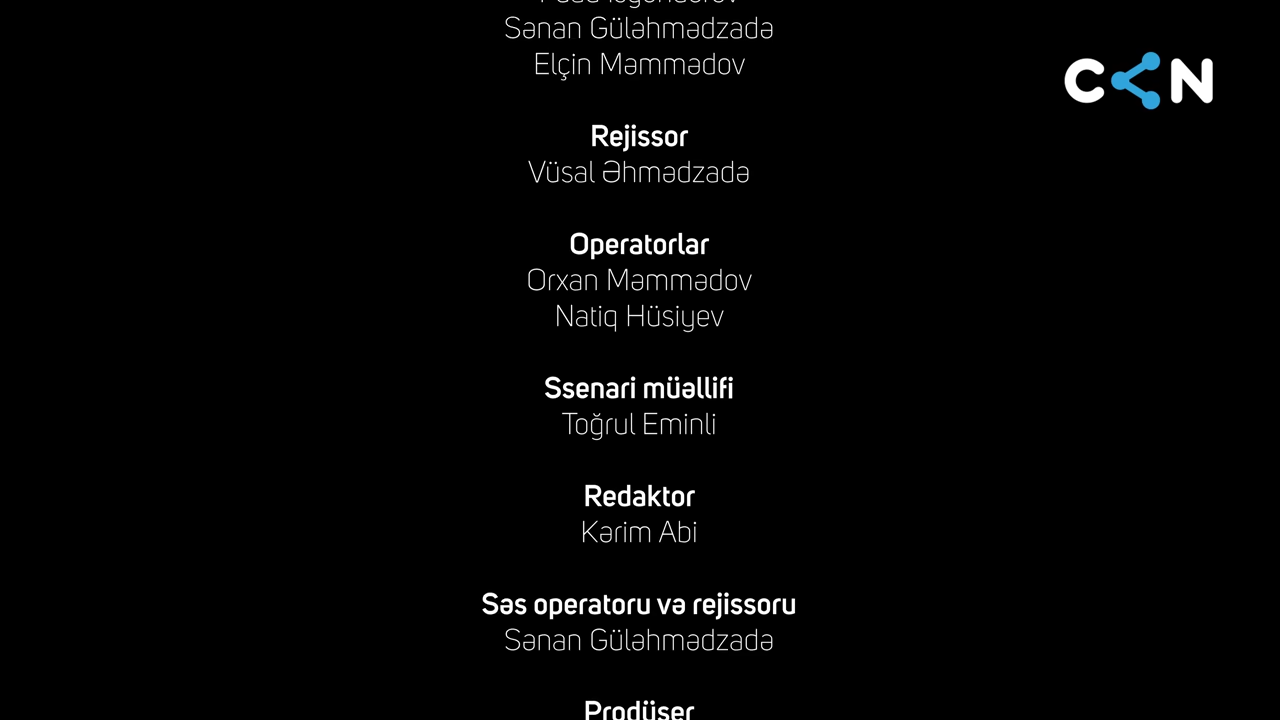 Sənan Güləhmədzadə
Elçin Məmmədov
C N
Rejissor
Vüsal Əhmədzadə
Operatorlar
Orxan Məmmədov
Natiq Hüsiyev
Ssenari müəllifi
Toğrul Eminli
Redaktor
Kərim Abi
Səs operatoru və rejissoru
Sənan Güləhmədzadə
Prodüser